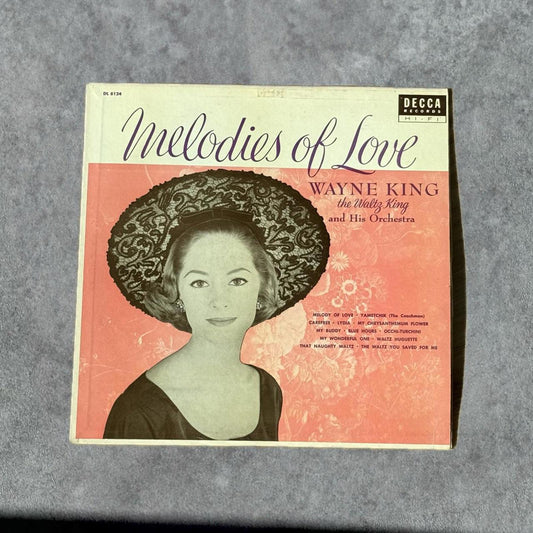 DL 8134
DECCA
RECORDS
HI-FI
Melodies of Love
WAYNE KING
the Waltz King
and His Orchestra
MELODY OF LOVE • YAMSTCHIK (The Coachman)
CARESSES • LYDIA • MY CHRYSANTHEMUM FLOWER
MY BUDDY • BLUE HOURS • OCCHI-TURCHINI
MY WONDERFUL ONE • WALTZ HUGUETTE
THAT NAUGHTY WALTZ • THE WALTZ YOU SAVED FOR ME